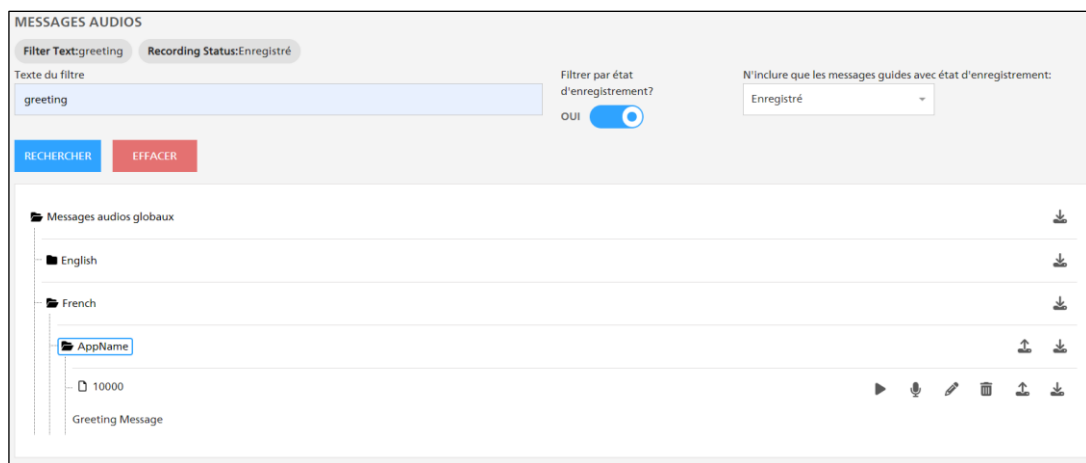 MESSAGES AUDIOS
Filter Text:greeting Recording Status:Enregistré
Texte du filtre
greeting
Filtrer par état
d'enregistrement?
OUI
N'inclure que les messages guides avec état d'enregistrement:
Enregistré
RECHERCHER EFFACER
Messages audios globaux
English
French
AppName
10000
Greeting Message